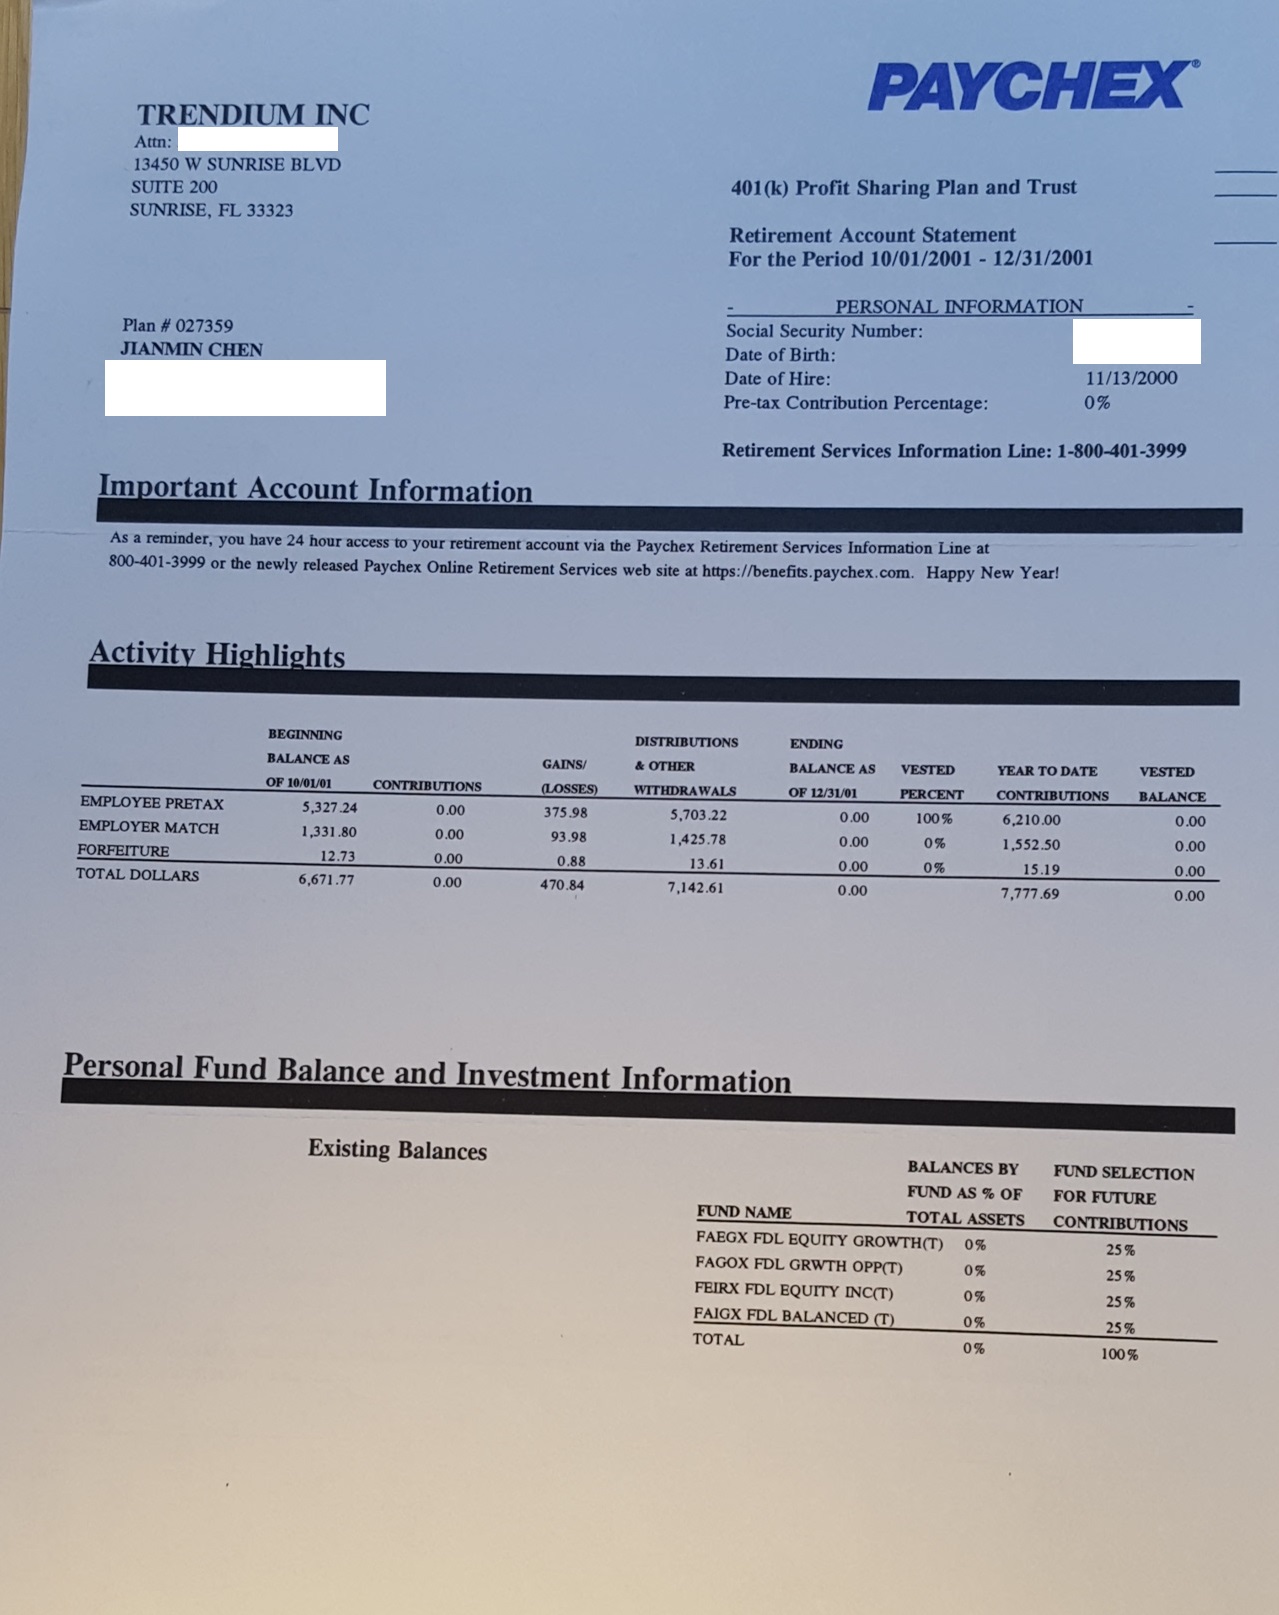 PAYCHEX®
TRENDIUM INC
Attn:
13450 W SUNRISE BLVD
SUITE 200
SUNRISE, FL 33323
401(k) Profit Sharing Plan and Trust
Retirement Account Statement
For the Period 10/01/2001 - 12/31/2001
- PERSONAL INFORMATION -
Social Security Number:
Date of Birth:
Date of Hire: 11/13/2000
Pre-tax Contribution Percentage: 0%
Plan # 027359
JIANMIN CHEN
Retirement Services Information Line: 1-800-401-3999
Important Account Information
As a reminder, you have 24 hour access to your retirement account via the Paychex Retirement Services Information Line at
800-401-3999 or the newly released Paychex Online Retirement Services web site at https://benefits.paychex.com. Happy New Year!
Activity Highlights
BEGINNING DISTRIBUTIONS ENDING
BALANCE AS GAINS/ & OTHER BALANCE AS VESTED YEAR TO DATE VESTED
OF 10/01/01 CONTRIBUTIONS (LOSSES) WITHDRAWALS OF 12/31/01 PERCENT CONTRIBUTIONS BALANCE
EMPLOYEE PRETAX 5,327.24 0.00 375.98 5,703.22 0.00 100% 6,210.00 0.00
EMPLOYER MATCH 1,331.80 0.00 93.98 1,425.78 0.00 0% 1,552.50 0.00
FORFEITURE 12.73 0.00 0.88 13.61 0.00 0% 15.19 0.00
TOTAL DOLLARS 6,671.77 0.00 470.84 7,142.61 0.00 7,777.69 0.00
Personal Fund Balance and Investment Information
Existing Balances
BALANCES BY FUND SELECTION
FUND AS % OF FOR FUTURE
FUND NAME TOTAL ASSETS CONTRIBUTIONS
FAEGX FDL EQUITY GROWTH(T) 0% 25%
FAGOX FDL GRWTH OPP(T) 0% 25%
FEIRX FDL EQUITY INC(T) 0% 25%
FAIGX FDL BALANCED (T) 0% 25%
TOTAL 0% 100%